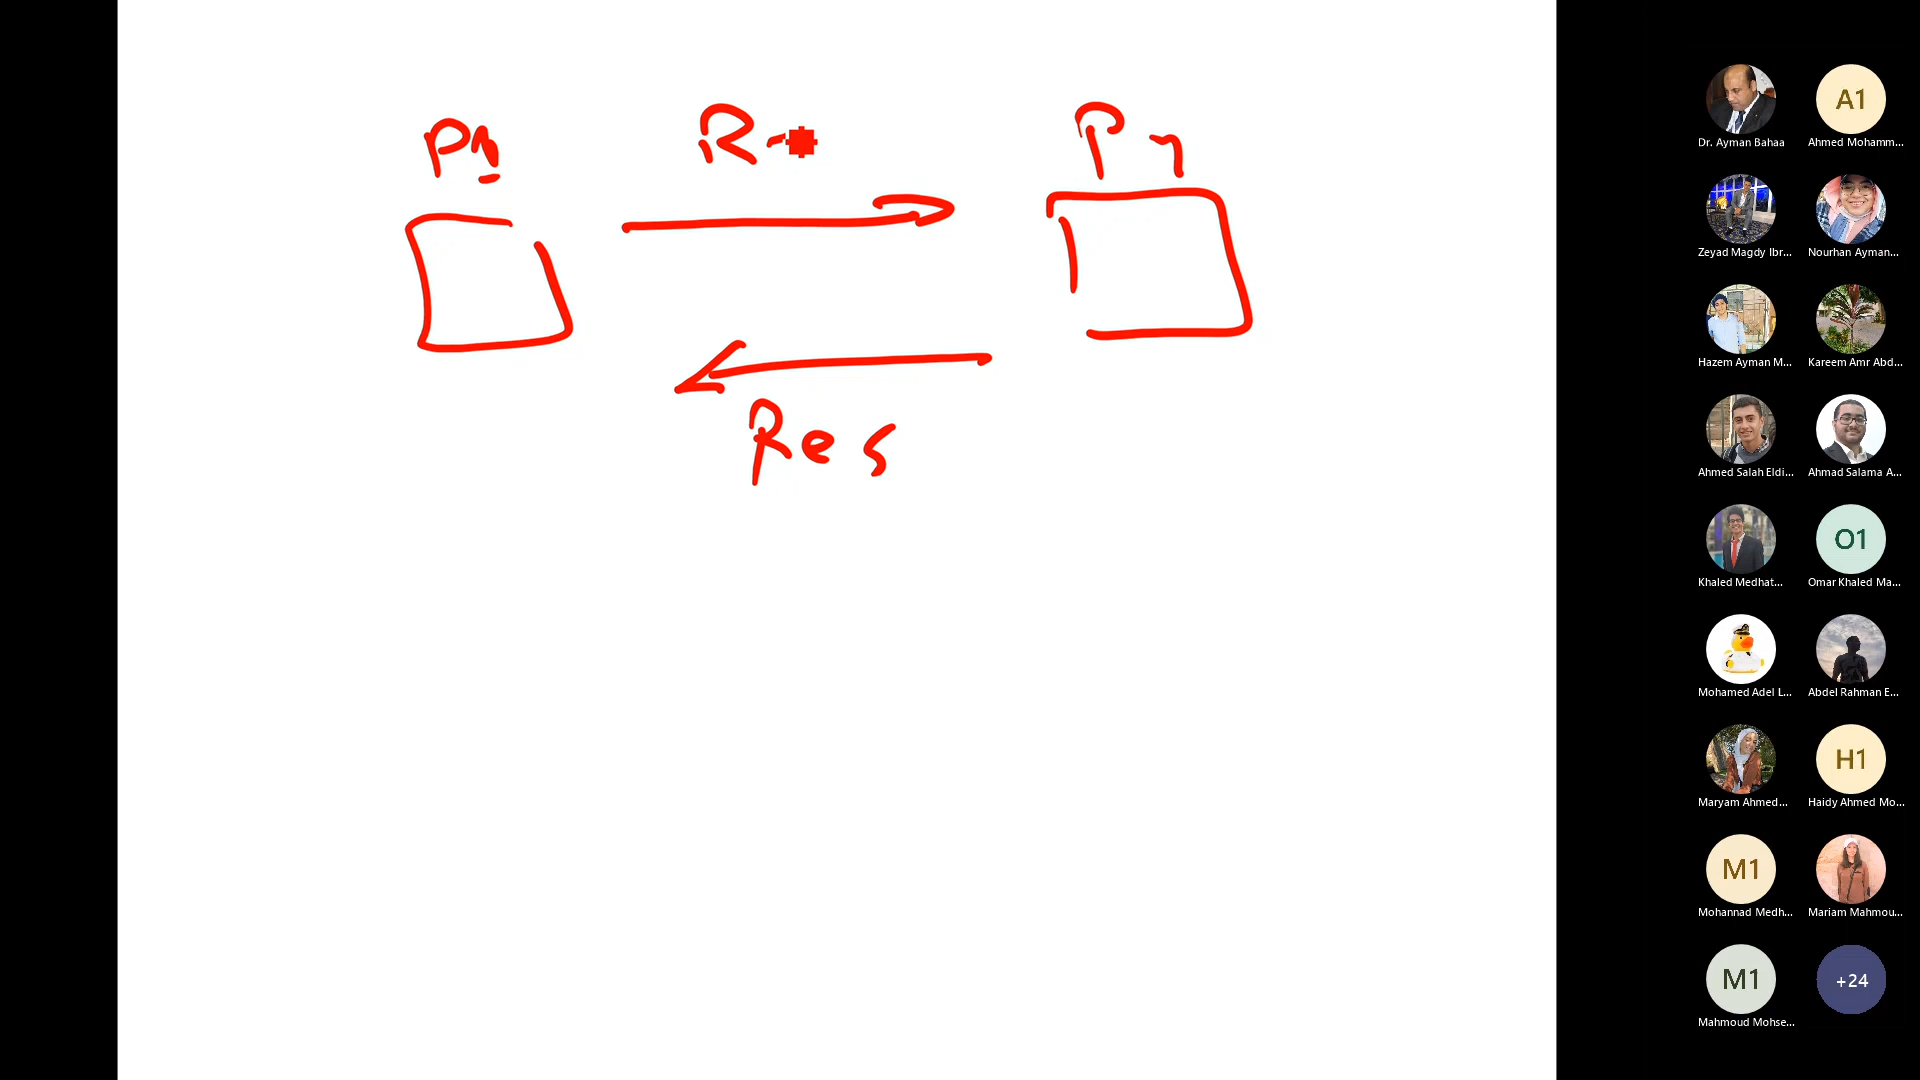 Pn R Pn
Res
Dr. Ayman Bahaa
A1
Ahmed Mohamm...
Zeyad Magdy Ibr...
Nourhan Ayman...
Hazem Ayman M...
Kareem Amr Abd...
Ahmed Salah Eldi...
Ahmad Salama A...
Khaled Medhat...
O1
Omar Khaled Ma...
Mohamed Adel L...
Abdel Rahman E...
Maryam Ahmed...
H1
Haidy Ahmed Mo...
M1
Mohannad Medh...
Mariam Mahmou...
M1
Mahmoud Mohse...
+24